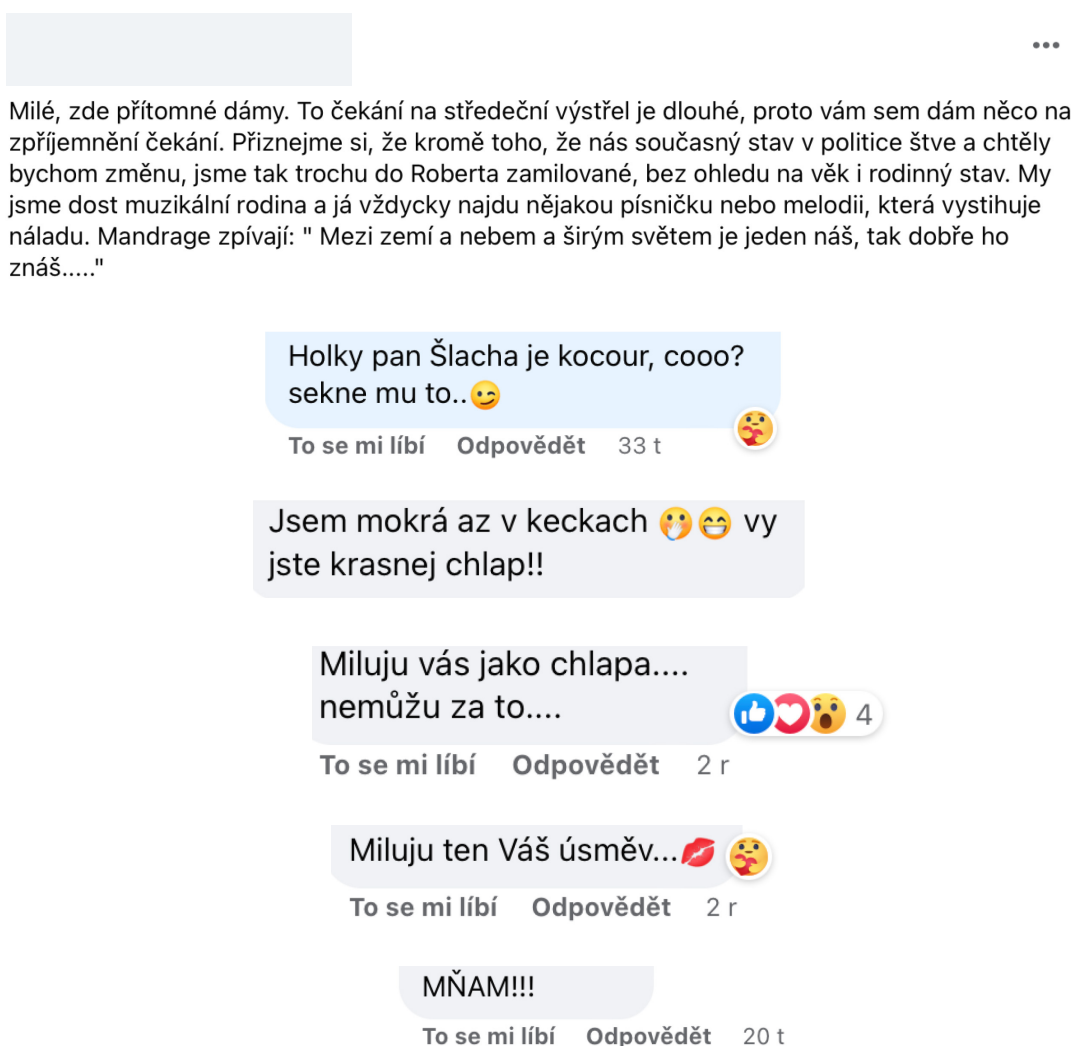 Milé, zde přítomné dámy. To čekání na středeční výstřel je dlouhé, proto vám sem dám něco na
zpříjemnění čekání. Přiznejme si, že kromě toho, že nás současný stav v politice štve a chtěly
bychom změnu, jsme tak trochu do Roberta zamilované, bez ohledu na věk i rodinný stav. My
jsme dost muzikální rodina a já vždycky najdu nějakou písničku nebo melodii, která vystihuje
náladu. Mandrage zpívají: " Mezi zemí a nebem a širým světem je jeden náš, tak dobře ho
znáš....."
Holky pan Šlacha je kocour, cooo?
sekne mu to..😉
To se mi líbí Odpovědět 33 t
Jsem mokrá az v keckach 🤭😁 vy
jste krasnej chlap!!
Miluju vás jako chlapa....
nemůžu za to....
4
To se mi líbí Odpovědět 2 r
Miluju ten Váš úsměv...💋
To se mi líbí Odpovědět 2 r
MŇAM!!!
To se mi líbí Odpovědět 20 t